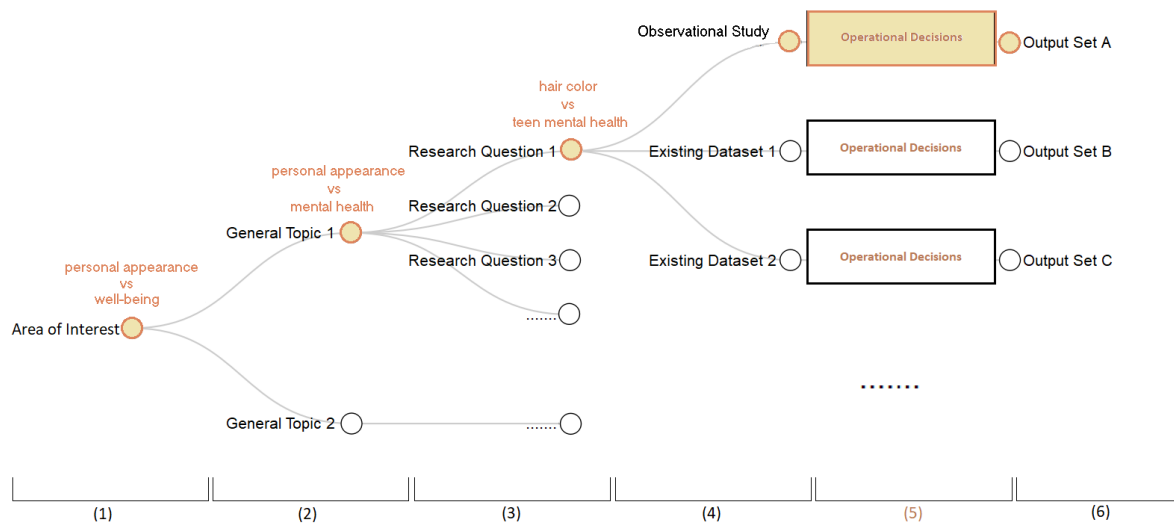 Observational Study
Operational Decisions
Output Set A
hair color
vs
teen mental health
Research Question 1
Existing Dataset 1
Operational Decisions
Output Set B
personal appearance
vs
mental health
Research Question 2
General Topic 1
Research Question 3
Existing Dataset 2
Operational Decisions
Output Set C
personal appearance
vs
well-being
.......
Area of Interest
.......
General Topic 2
.......
(1)
(2)
(3)
(4)
(5)
(6)